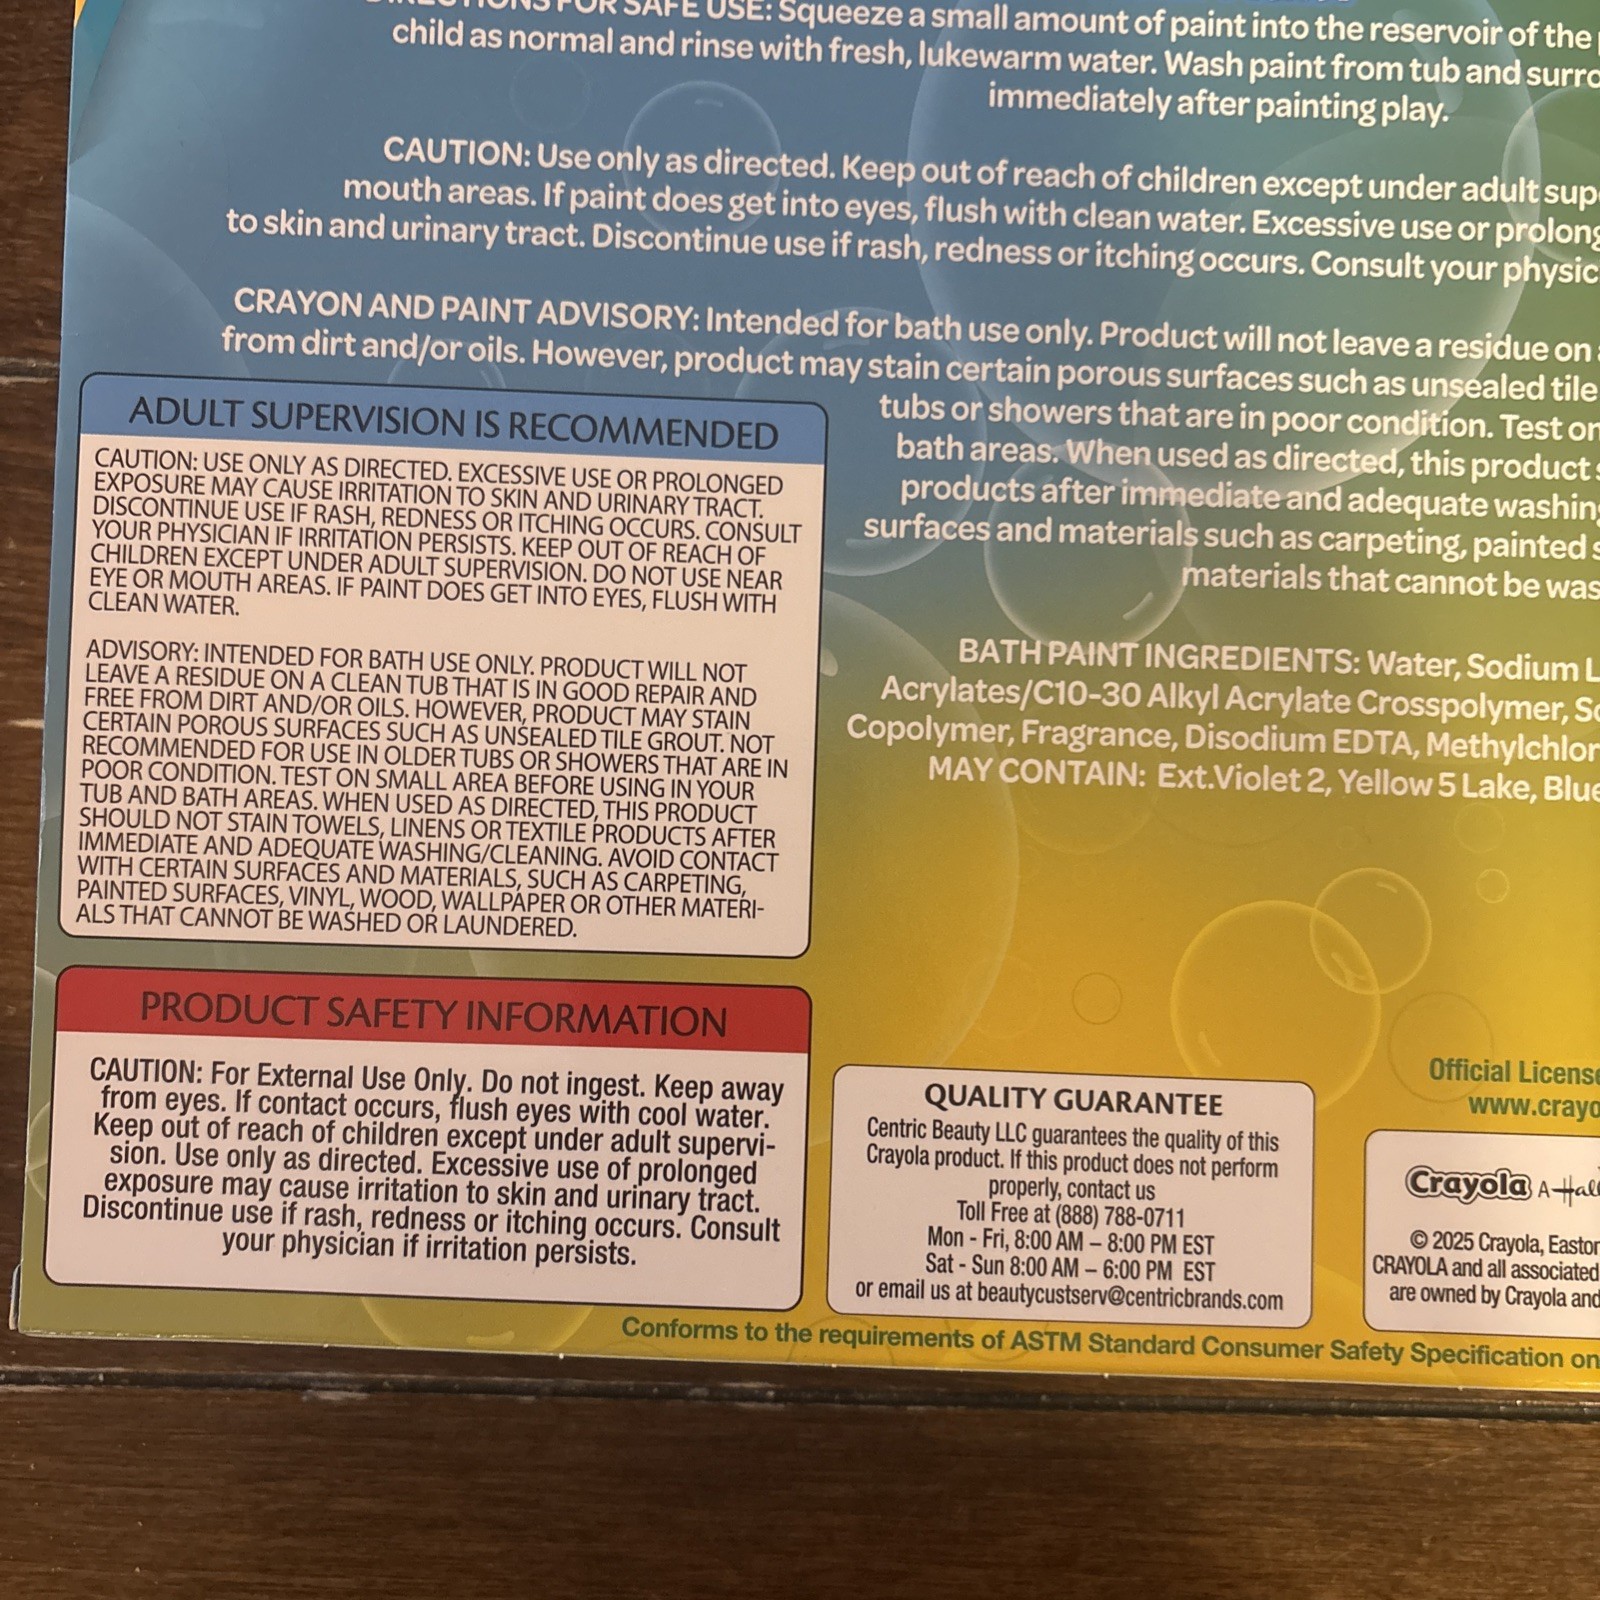 DIRECTIONS FOR SAFE USE: Squeeze a small amount of paint into the reservoir of the
child as normal and rinse with fresh, lukewarm water. Wash paint from tub and
immediately after painting play.
CAUTION: Use only as directed. Keep out of reach of children except under adult
mouth areas. If paint does get into eyes, flush with clean water. Excessive use or
to skin and urinary tract. Discontinue use if rash, redness or itching occurs. Consult your
CRAYON AND PAINT ADVISORY: Intended for bath use only. Product will not leave a residue on
from dirt and/or oils. However, product may stain certain porous surfaces such as unsealed tile
tubs or showers that are in poor condition. Test
bath areas. When used as directed, this product
products after immediate and adequate
surfaces and materials such as carpeting, painted
materials that cannot be
ADULT SUPERVISION IS RECOMMENDED
CAUTION: USE ONLY AS DIRECTED. EXCESSIVE USE OR PROLONGED
EXPOSURE MAY CAUSE IRRITATION TO SKIN AND URINARY TRACT.
DISCONTINUE USE IF RASH, REDNESS OR ITCHING OCCURS. CONSULT
YOUR PHYSICIAN IF IRRITATION PERSISTS. KEEP OUT OF REACH OF
CHILDREN EXCEPT UNDER ADULT SUPERVISION. DO NOT USE NEAR
EYE OR MOUTH AREAS. IF PAINT DOES GET INTO EYES, FLUSH WITH
CLEAN WATER.
ADVISORY: INTENDED FOR BATH USE ONLY. PRODUCT WILL NOT
LEAVE A RESIDUE ON A CLEAN TUB THAT IS IN GOOD REPAIR AND
FREE FROM DIRT AND/OR OILS. HOWEVER, PRODUCT MAY STAIN
CERTAIN POROUS SURFACES SUCH AS UNSEALED TILE GROUT. NOT
RECOMMENDED FOR USE IN OLDER TUBS OR SHOWERS THAT ARE IN
POOR CONDITION. TEST ON SMALL AREA BEFORE USING IN YOUR
TUB AND BATH AREAS. WHEN USED AS DIRECTED, THIS PRODUCT
SHOULD NOT STAIN TOWELS, LINENS OR TEXTILE PRODUCTS AFTER
IMMEDIATE AND ADEQUATE WASHING/CLEANING. AVOID CONTACT
WITH CERTAIN SURFACES AND MATERIALS, SUCH AS CARPETING,
PAINTED SURFACES, VINYL, WOOD, WALLPAPER OR OTHER MATERI-
ALS THAT CANNOT BE WASHED OR LAUNDERED.
BATH PAINT INGREDIENTS: Water, Sodium
Acrylates/C10-30 Alkyl Acrylate Crosspolymer,
Copolymer, Fragrance, Disodium EDTA,
MAY CONTAIN: Ext.Violet 2, Yellow 5 Lake,
PRODUCT SAFETY INFORMATION
CAUTION: For External Use Only. Do not ingest. Keep away
from eyes. If contact occurs, flush eyes with cool water.
Keep out of reach of children except under adult supervi-
sion. Use only as directed. Excessive use of prolonged
exposure may cause irritation to skin and urinary tract.
Discontinue use if rash, redness or itching occurs. Consult
your physician if irritation persists.
QUALITY GUARANTEE
Centric Beauty LLC guarantees the quality of this
Crayola product. If this product does not perform
properly, contact us
Toll Free at (888) 788-0711
Mon - Fri, 8:00 AM – 8:00 PM EST
Sat - Sun 8:00 AM – 6:00 PM EST
or email us at beautycustserv@centricbrands.com
Official
Crayola A
© 2025 Crayola,
CRAYOLA and all associated
are owned by Crayola and
Conforms to the requirements of ASTM Standard Consumer Safety Specification on